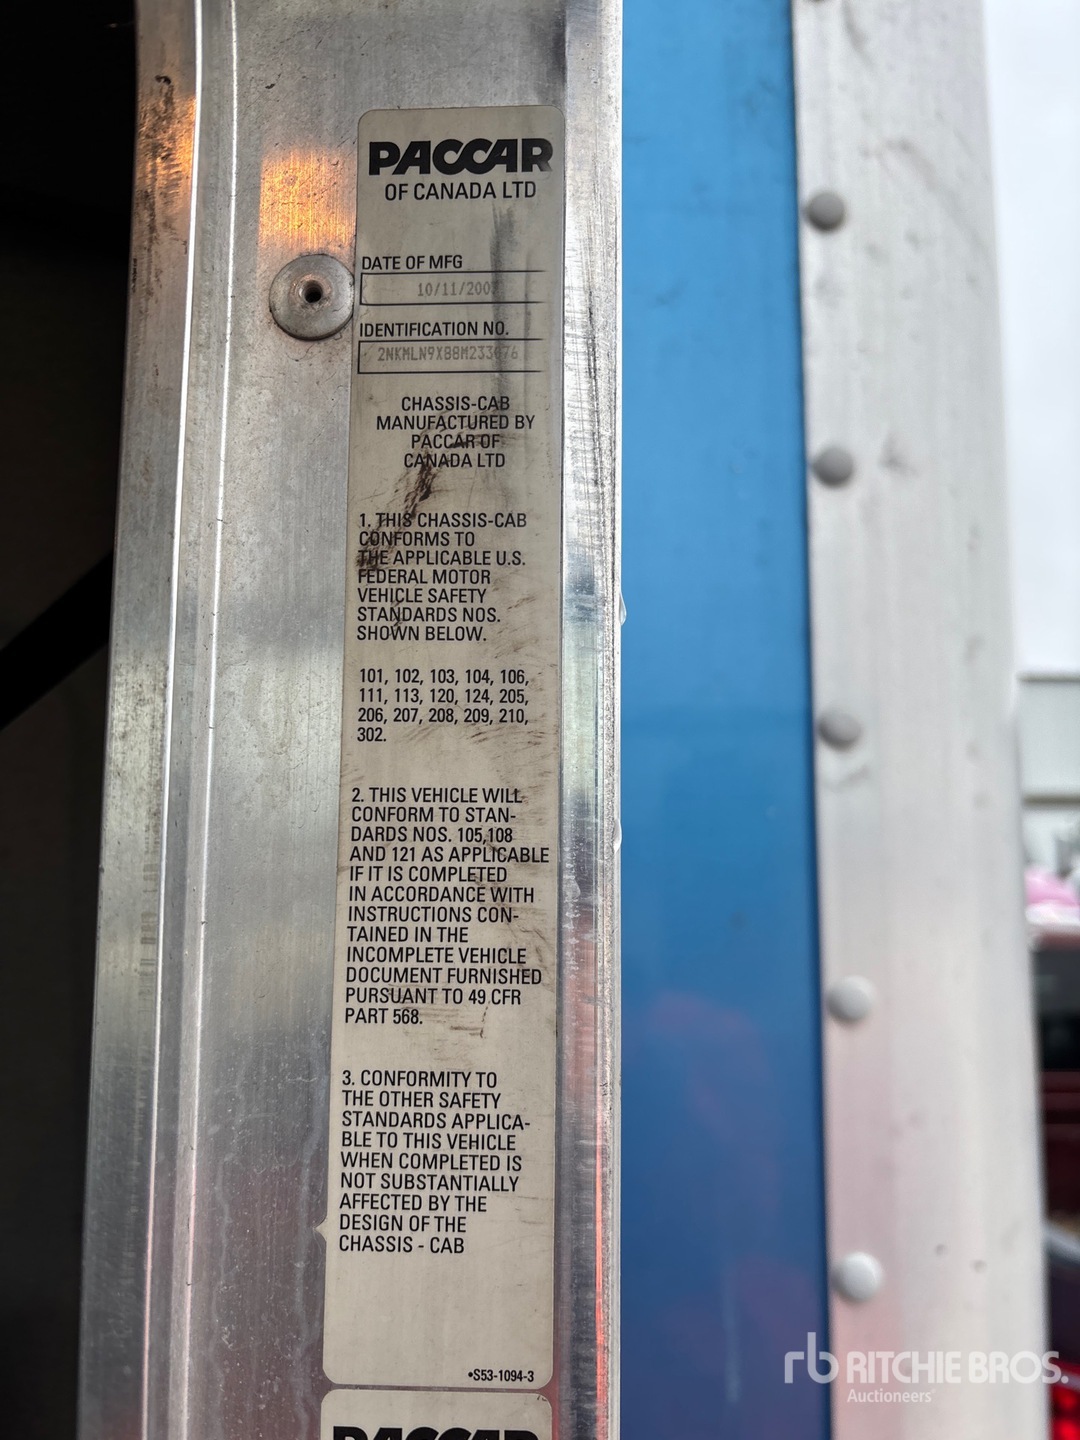 PACCAR
OF CANADA LTD
DATE OF MFG
IDENTIFICATION NO.
CHASSIS-CAB
MANUFACTURED BY
PACCAR OF
CANADA LTD
1. THIS CHASSIS-CAB
CONFORMS TO
THE APPLICABLE U.S.
FEDERAL MOTOR
VEHICLE SAFETY
STANDARDS NOS.
SHOWN BELOW.
101, 102, 103, 104, 106,
111, 113, 120, 124, 205,
206, 207, 208, 209, 210,
302.
2. THIS VEHICLE WILL
CONFORM TO STAN-
DARDS NOS. 105,108
AND 121 AS APPLICABLE
IF IT IS COMPLETED
IN ACCORDANCE WITH
INSTRUCTIONS CON-
TAINED IN THE
INCOMPLETE VEHICLE
DOCUMENT FURNISHED
PURSUANT TO 49 CFR
PART 568.
3. CONFORMITY TO
THE OTHER SAFETY
STANDARDS APPLICA-
BLE TO THIS VEHICLE
WHEN COMPLETED IS
NOT SUBSTANTIALLY
AFFECTED BY THE
DESIGN OF THE
CHASSIS - CAB
•S53-1094-3
PACCAR
rb RITCHIE BROS.
Auctioneers